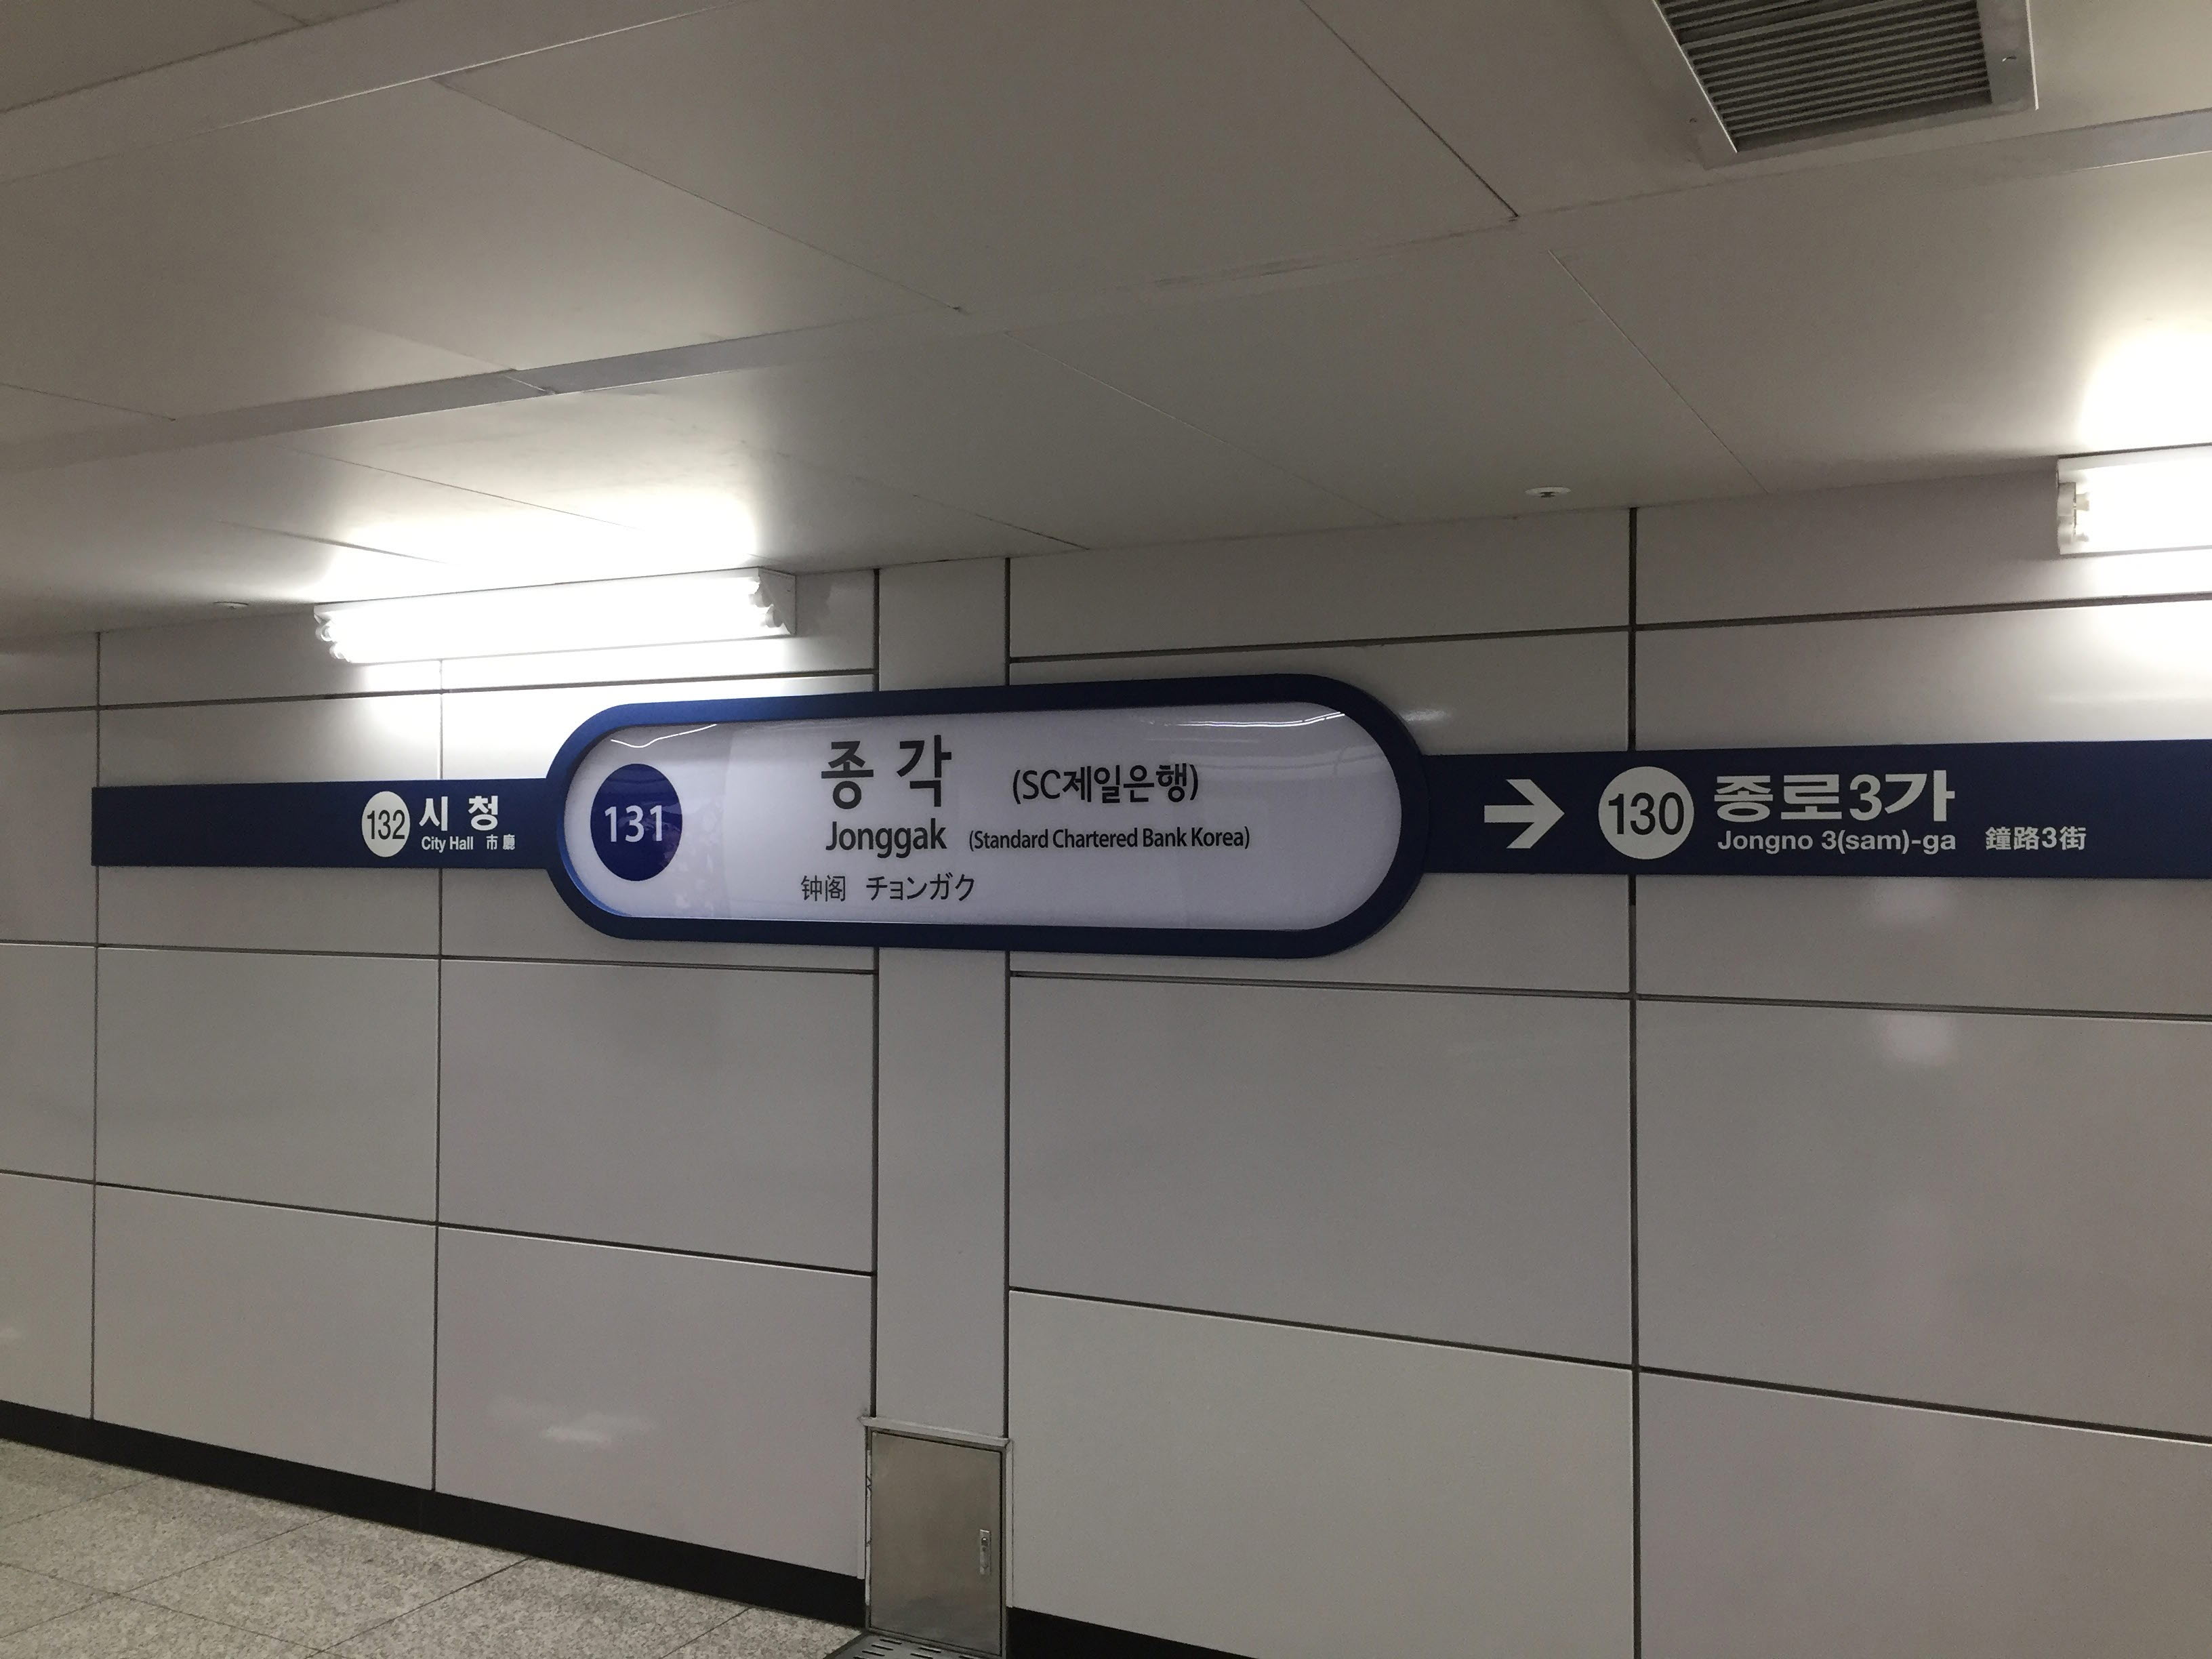 132 시청
City Hall 市廳
131
종각 (SC제일은행)
Jonggak (Standard Chartered Bank Korea)
钟阁 チョンガク
130 종로3가
Jongno 3(sam)-ga 鐘路3街